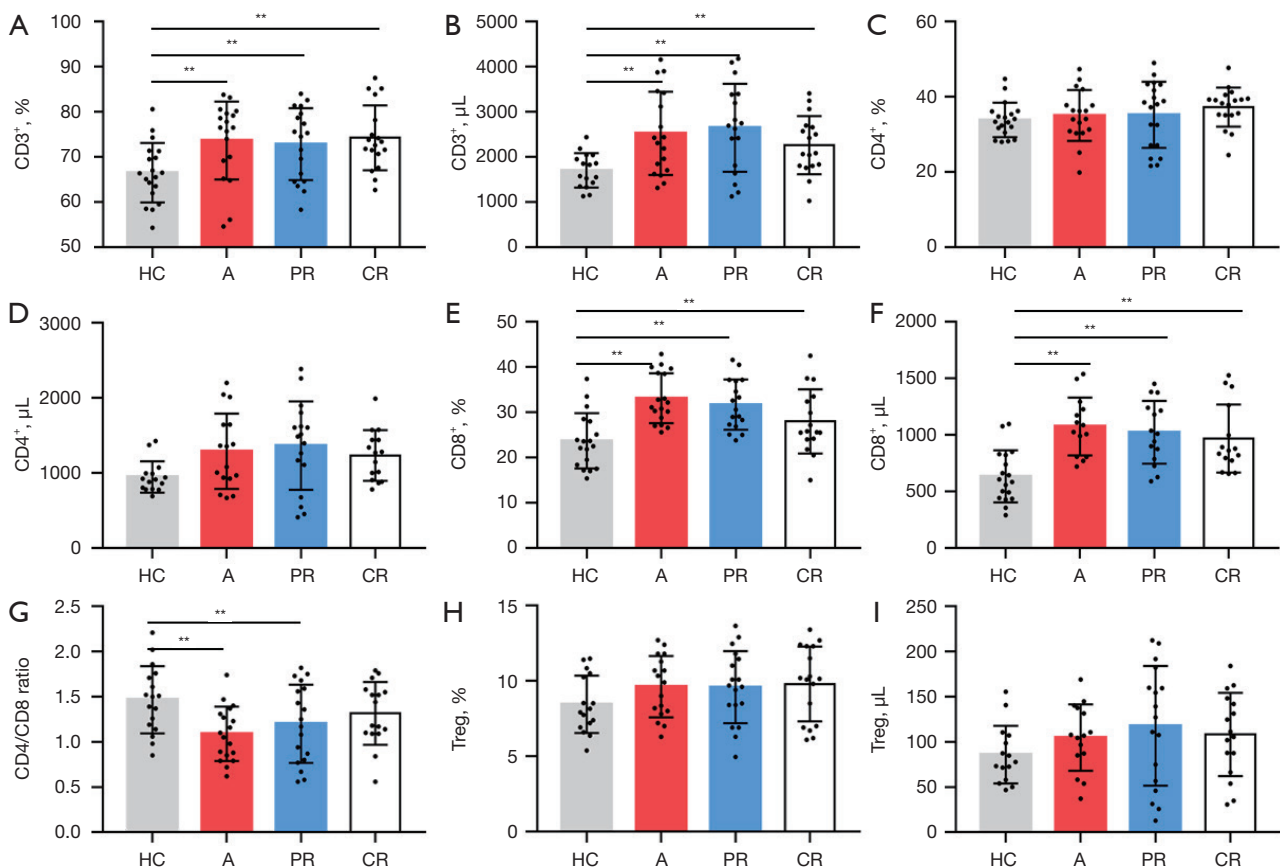 A
CD3⁺, %
100
90
80
70
60
50
**
**
**
HC A PR CR
B
CD3⁺, μL
5000
4000
3000
2000
1000
0
**
**
**
HC A PR CR
C
CD4⁺, %
60
40
20
0
HC A PR CR
D
CD4⁺, μL
3000
2000
1000
0
HC A PR CR
E
CD8⁺, %
50
40
30
20
10
0
**
**
**
HC A PR CR
F
CD8⁺, μL
2000
1500
1000
500
0
**
**
**
HC A PR CR
G
CD4/CD8 ratio
2.5
2.0
1.5
1.0
0.5
0.0
**
**
HC A PR CR
H
Treg, %
15
10
5
0
HC A PR CR
I
Treg, μL
250
200
150
100
50
0
HC A PR CR